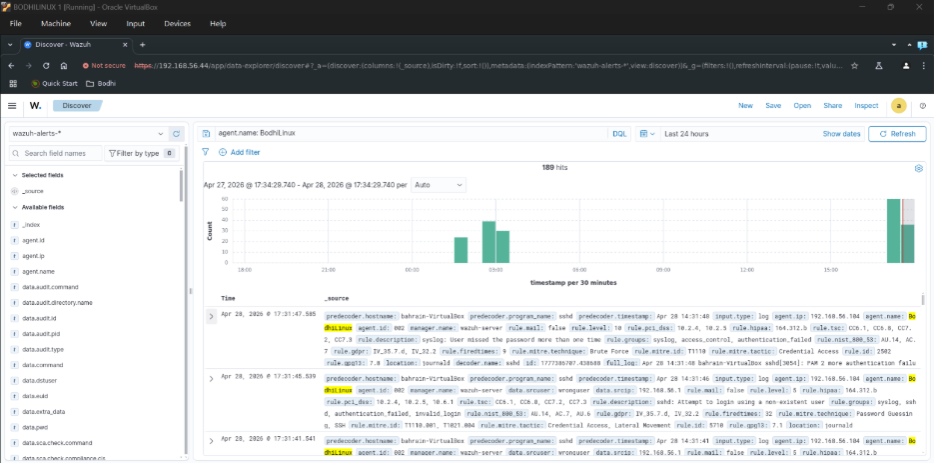 BODHILINUX 1 [Running] - Oracle VirtualBox
File Machine View Input Devices Help
Discover - Wazuh
Not secure https://192.168.56.44/app/data-explorer/discover#?_a=(discover:(columns:!(_source),isDirty:!f,sort:!()),metadata:(indexPattern:'wazuh-alerts-*',view:discover))&_g=(filters:!(),refreshInterval:(pause:!t,valu...
Quick Start Bodhi
W. Discover New Save Open Share Inspect a
wazuh-alerts-*
agent.name: BodhiLinux DQL Last 24 hours Show dates Refresh
Search field names Filter by type 0
Add filter
Selected fields
_source
Available fields
_index
agent.id
agent.ip
agent.name
data.audit.command
data.audit.directory.name
data.audit.id
data.audit.pid
data.audit.type
data.command
data.dstuser
data.euid
data.extra_data
data.pwd
data.sca.check.command
data.sca.check.compliance.cis
189 hits
Apr 27, 2026 @ 17:34:29.740 - Apr 28, 2026 @ 17:34:29.740 per Auto
Count
60
50
40
30
20
10
0
18:00 21:00 00:00 03:00 06:00 09:00 12:00 15:00
timestamp per 30 minutes
Time _source
Apr 28, 2026 @ 17:31:47.585 predecoder.hostname: bahrain-VirtualBox predecoder.program_name: sshd predecoder.timestamp: Apr 28 14:31:48 input.type: log agent.ip: 192.168.56.104 agent.name: Bo
dhiLinux agent.id: 002 manager.name: wazuh-server rule.mail: false rule.level: 10 rule.pci_dss: 10.2.4, 10.2.5 rule.hipaa: 164.312.b rule.tsc: CC6.1, CC6.8, CC7.
2, CC7.3 rule.description: syslog: User missed the password more than one time rule.groups: syslog, access_control, authentication_failed rule.nist_800_53: AU.14, AC.
7 rule.gdpr: IV_35.7.d, IV_32.2 rule.firedtimes: 9 rule.mitre.technique: Brute Force rule.mitre.id: T1110 rule.mitre.tactic: Credential Access rule.id: 2502
rule.gpg13: 7.8 location: journald decoder.name: sshd full_log: Apr 28 14:31:48 bahrain-VirtualBox sshd[3054]: PAM 2 more authentication failu
Apr 28, 2026 @ 17:31:45.539 predecoder.hostname: bahrain-VirtualBox predecoder.program_name: sshd predecoder.timestamp: Apr 28 14:31:46 input.type: log agent.ip: 192.168.56.104 agent.name: Bo
dhiLinux agent.id: 002 manager.name: wazuh-server data.srcuser: wronguser data.srcip: 192.168.56.1 rule.mail: false rule.level: 5 rule.hipaa: 164.312.b
rule.pci_dss: 10.2.4, 10.2.5, 10.6.1 rule.tsc: CC6.1, CC6.8, CC7.2, CC7.3 rule.description: sshd: Attempt to login using a non-existent user rule.groups: syslog, ssh
d, authentication_failed, invalid_login rule.nist_800_53: AU.14, AC.7, AU.6 rule.gdpr: IV_35.7.d, IV_32.2 rule.firedtimes: 32 rule.mitre.technique: Password Guessin
g, SSH rule.mitre.id: T1110.001, T1021.004 rule.mitre.tactic: Credential Access, Lateral Movement rule.id: 5710 rule.gpg13: 7.1 location: journald
Apr 28, 2026 @ 17:31:41.541 predecoder.hostname: bahrain-VirtualBox predecoder.program_name: sshd predecoder.timestamp: Apr 28 14:31:41 input.type: log agent.ip: 192.168.56.104 agent.name: Bo
dhiLinux agent.id: 002 manager.name: wazuh-server data.srcuser: wronguser data.srcip: 192.168.56.1 rule.mail: false rule.level: 5 rule.hipaa: 164.312.b